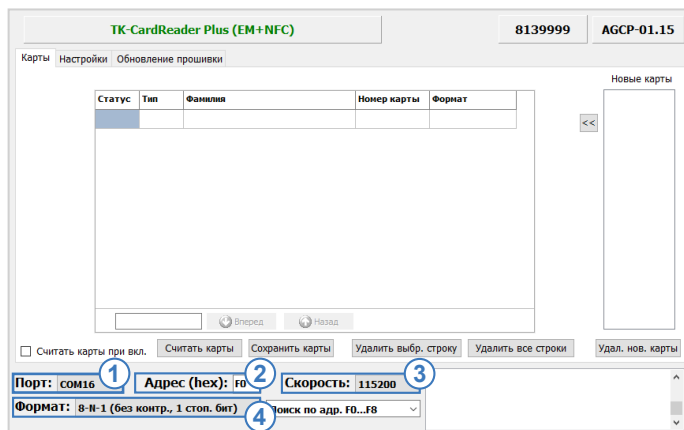 TK-CardReader Plus (EM+NFC) 8139999 AGCP-01.15
Карты Настройки Обновление прошивки
Новые карты
Статус Тип Фамилия Номер карты Формат
<<
Вперед Назад
Считать карты при вкл. Считать карты Сохранить карты Удалить выбр. строку Удалить все строки Удал. нов. карты
1 2 3
Порт: COM16 Адрес (hex): F0 Скорость: 115200
Формат: 8-N-1 (без контр., 1 стоп. бит) 4 Поиск по адр. F0...F8